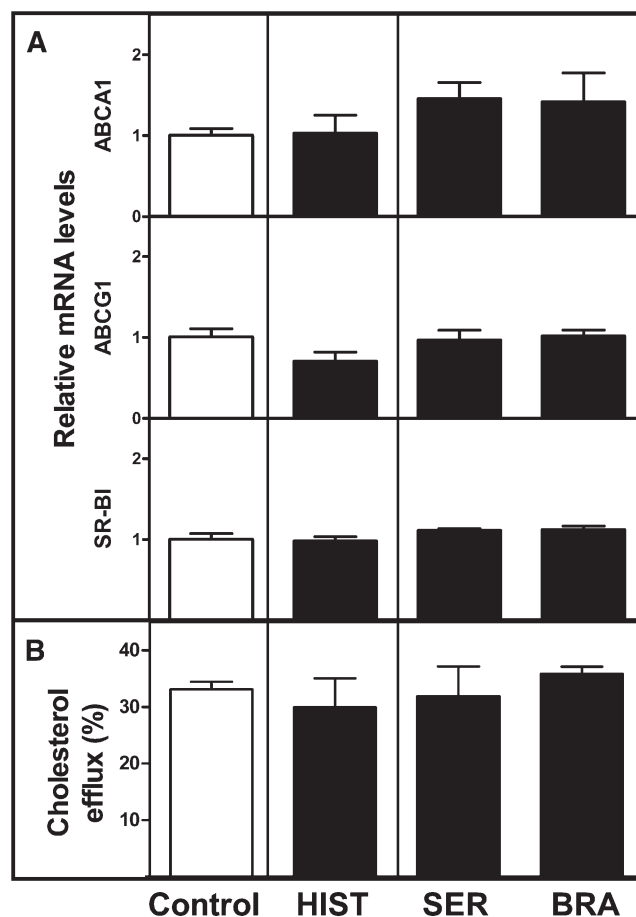 A
Relative mRNA levels
ABCA1
2
1
0
ABCG1
2
1
0
SR-BI
2
1
B
Cholesterol
efflux (%)
40
30
20
10
Control HIST SER BRA